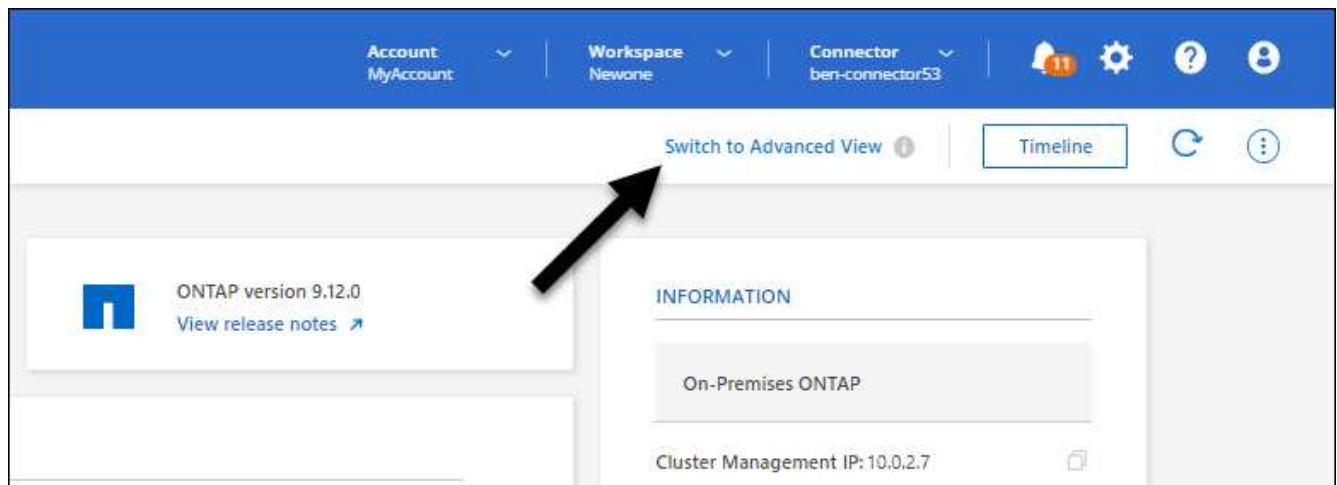 Account
MyAccount
Workspace
Newone
Connector
ben-connector53
11
Switch to Advanced View
Timeline
ONTAP version 9.12.0
View release notes
INFORMATION
On-Premises ONTAP
Cluster Management IP: 10.0.2.7